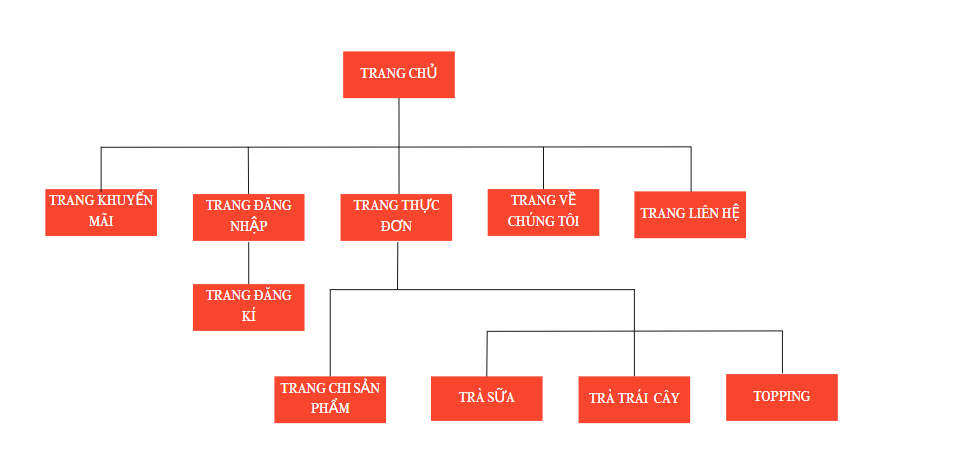 TRANG CHỦ
TRANG KHUYẾN
MÃI
TRANG ĐĂNG
NHẬP
TRANG THỰC
ĐƠN
TRANG VỀ
CHÚNG TÔI
TRANG LIÊN HỆ
TRANG ĐĂNG
KÍ
TRANG CHI SẢN
PHẨM
TRÀ SỮA
TRÀ TRÁI CÂY
TOPPING